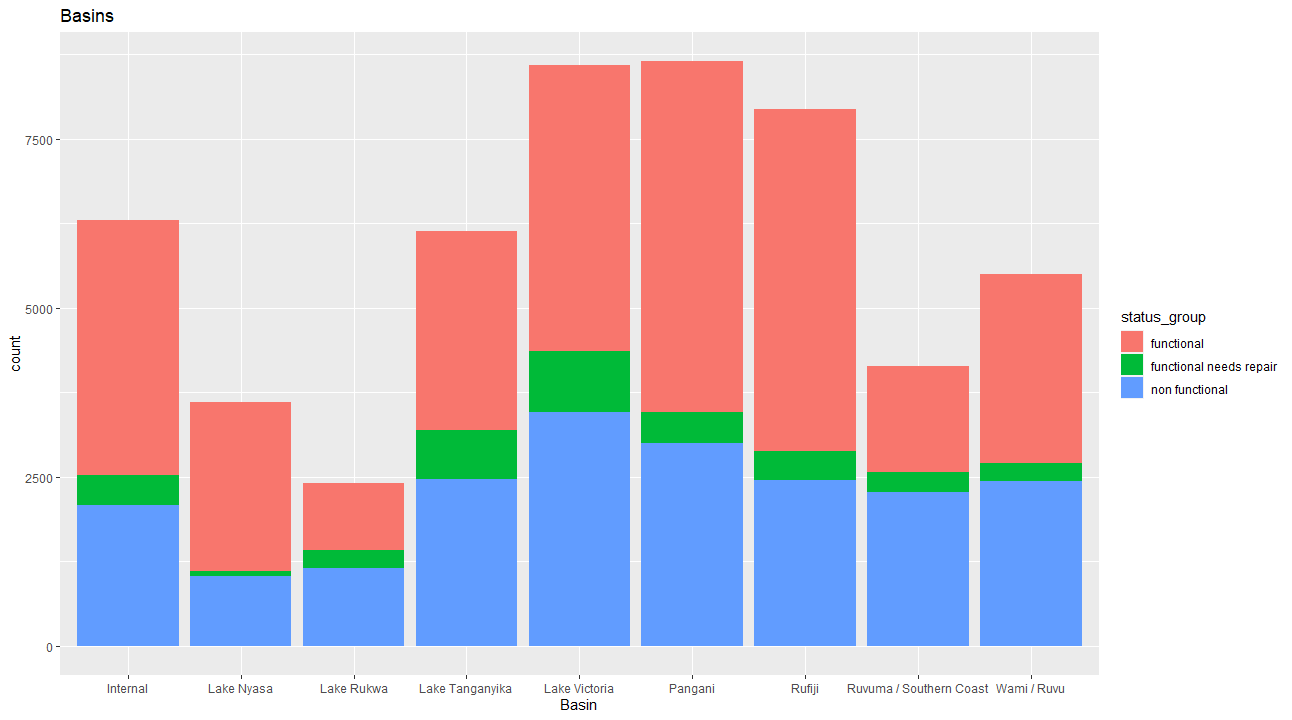 Basins
7500
5000
2500
0
count
Internal
Lake Nyasa
Lake Rukwa
Lake Tanganyika
Lake Victoria
Pangani
Rufiji
Ruvuma / Southern Coast
Wami / Ruvu
Basin
status_group
functional
functional needs repair
non functional